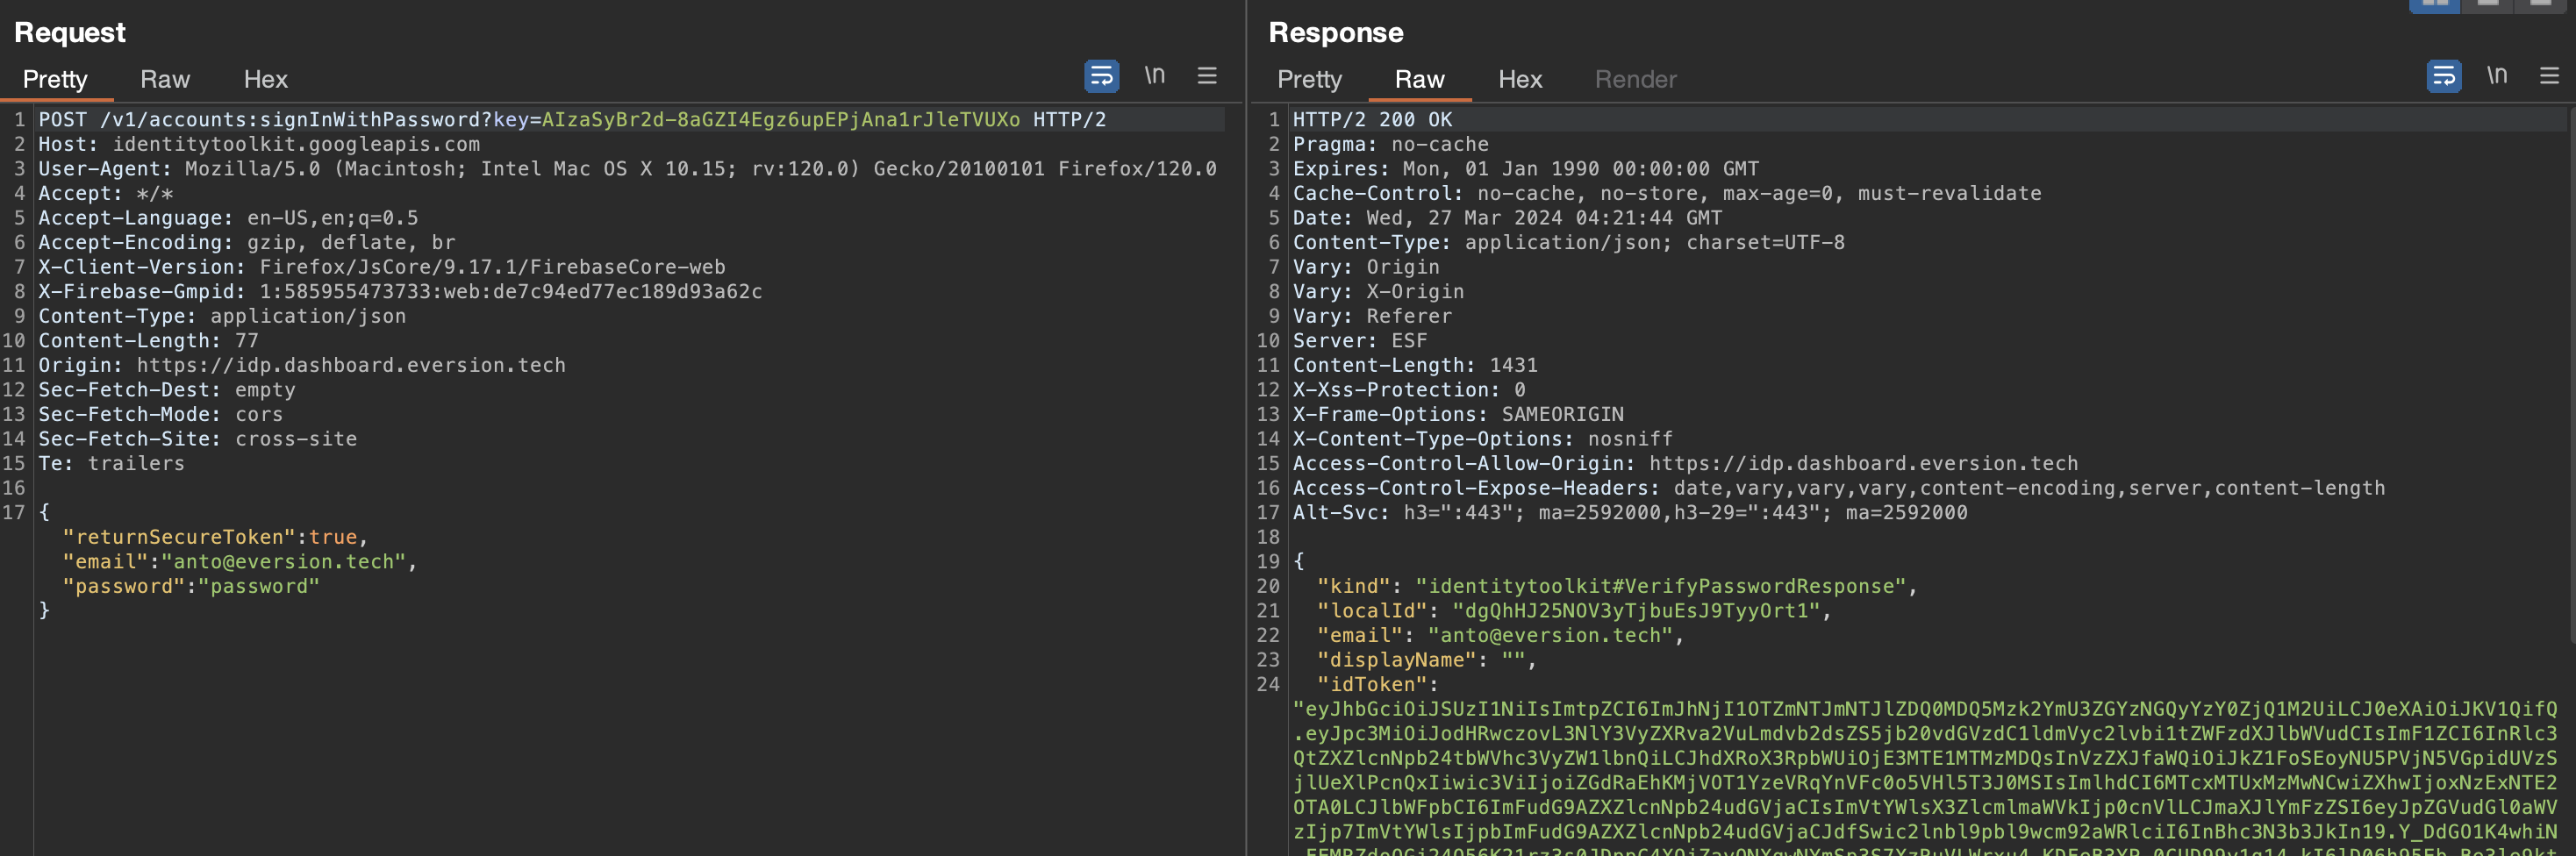 Request
Pretty Raw Hex \n
1 POST /v1/accounts:signInWithPassword?key=AIzaSyBr2d-8aGZI4Egz6upEPjAna1rJleTVUXo HTTP/2
2 Host: identitytoolkit.googleapis.com
3 User-Agent: Mozilla/5.0 (Macintosh; Intel Mac OS X 10.15; rv:120.0) Gecko/20100101 Firefox/120.0
4 Accept: */*
5 Accept-Language: en-US,en;q=0.5
6 Accept-Encoding: gzip, deflate, br
7 X-Client-Version: Firefox/JsCore/9.17.1/FirebaseCore-web
8 X-Firebase-Gmpid: 1:585955473733:web:de7c94ed77ec189d93a62c
9 Content-Type: application/json
10 Content-Length: 77
11 Origin: https://idp.dashboard.eversion.tech
12 Sec-Fetch-Dest: empty
13 Sec-Fetch-Mode: cors
14 Sec-Fetch-Site: cross-site
15 Te: trailers
16
17 {
"returnSecureToken":true,
"email":"anto@eversion.tech",
"password":"password"
}
Response
Pretty Raw Hex Render \n
1 HTTP/2 200 OK
2 Pragma: no-cache
3 Expires: Mon, 01 Jan 1990 00:00:00 GMT
4 Cache-Control: no-cache, no-store, max-age=0, must-revalidate
5 Date: Wed, 27 Mar 2024 04:21:44 GMT
6 Content-Type: application/json; charset=UTF-8
7 Vary: Origin
8 Vary: X-Origin
9 Vary: Referer
10 Server: ESF
11 Content-Length: 1431
12 X-Xss-Protection: 0
13 X-Frame-Options: SAMEORIGIN
14 X-Content-Type-Options: nosniff
15 Access-Control-Allow-Origin: https://idp.dashboard.eversion.tech
16 Access-Control-Expose-Headers: date,vary,vary,vary,content-encoding,server,content-length
17 Alt-Svc: h3=":443"; ma=2592000,h3-29=":443"; ma=2592000
18
19 {
20 "kind": "identitytoolkit#VerifyPasswordResponse",
21 "localId": "dgQhHJ25NOV3yTjbuEsJ9TyyOrt1",
22 "email": "anto@eversion.tech",
23 "displayName": "",
24 "idToken":
"eyJhbGciOiJSUzI1NiIsImtpZCI6ImJhNjI1OTZmNTJmNTJlZDQ0MDQ5Mzk2YmU3ZGYzNGQyYzY0ZjQ1M2UiLCJ0eXAiOiJKV1QifQ
.eyJpc3MiOiJodHRwczovL3NlY3VyZXRva2VuLmdvb2dsZS5jb20vdGVzdC1ldmVyc2lvbi1tZWFzdXJlbWVudCIsImF1ZCI6InRlc3
QtZXZlcnNpb24tbWVhc3VyZW1lbnQiLCJhdXRoX3RpbWUiOjE3MTE1MTMzMDQsInVzZXJfaWQiOiJkZ1FoSEoyNU5PVjN5VGpidUVzS
jlUeXlPcnQxIiwic3ViIjoiZGdRaEhKMjVOT1YzeVRqYnVFc0o5VHl5T3J0MSIsImlhdCI6MTcxMTUxMzMwNCwiZXhwIjoxNzExNTE2
OTA0LCJlbWFpbCI6ImFudG9AZXZlcnNpb24udGVjaCIsImVtYWlsX3ZlcmlmaWVkIjp0cnVlLCJmaXJlYmFzZSI6eyJpZGVudGl0aWV
zIjp7ImVtYWlsIjpbImFudG9AZXZlcnNpb24udGVjaCJdfSwic2lnbl9pbl9wcm92aWRlciI6InBhc3N3b3JkIn19.Y_DdGO1K4whiN